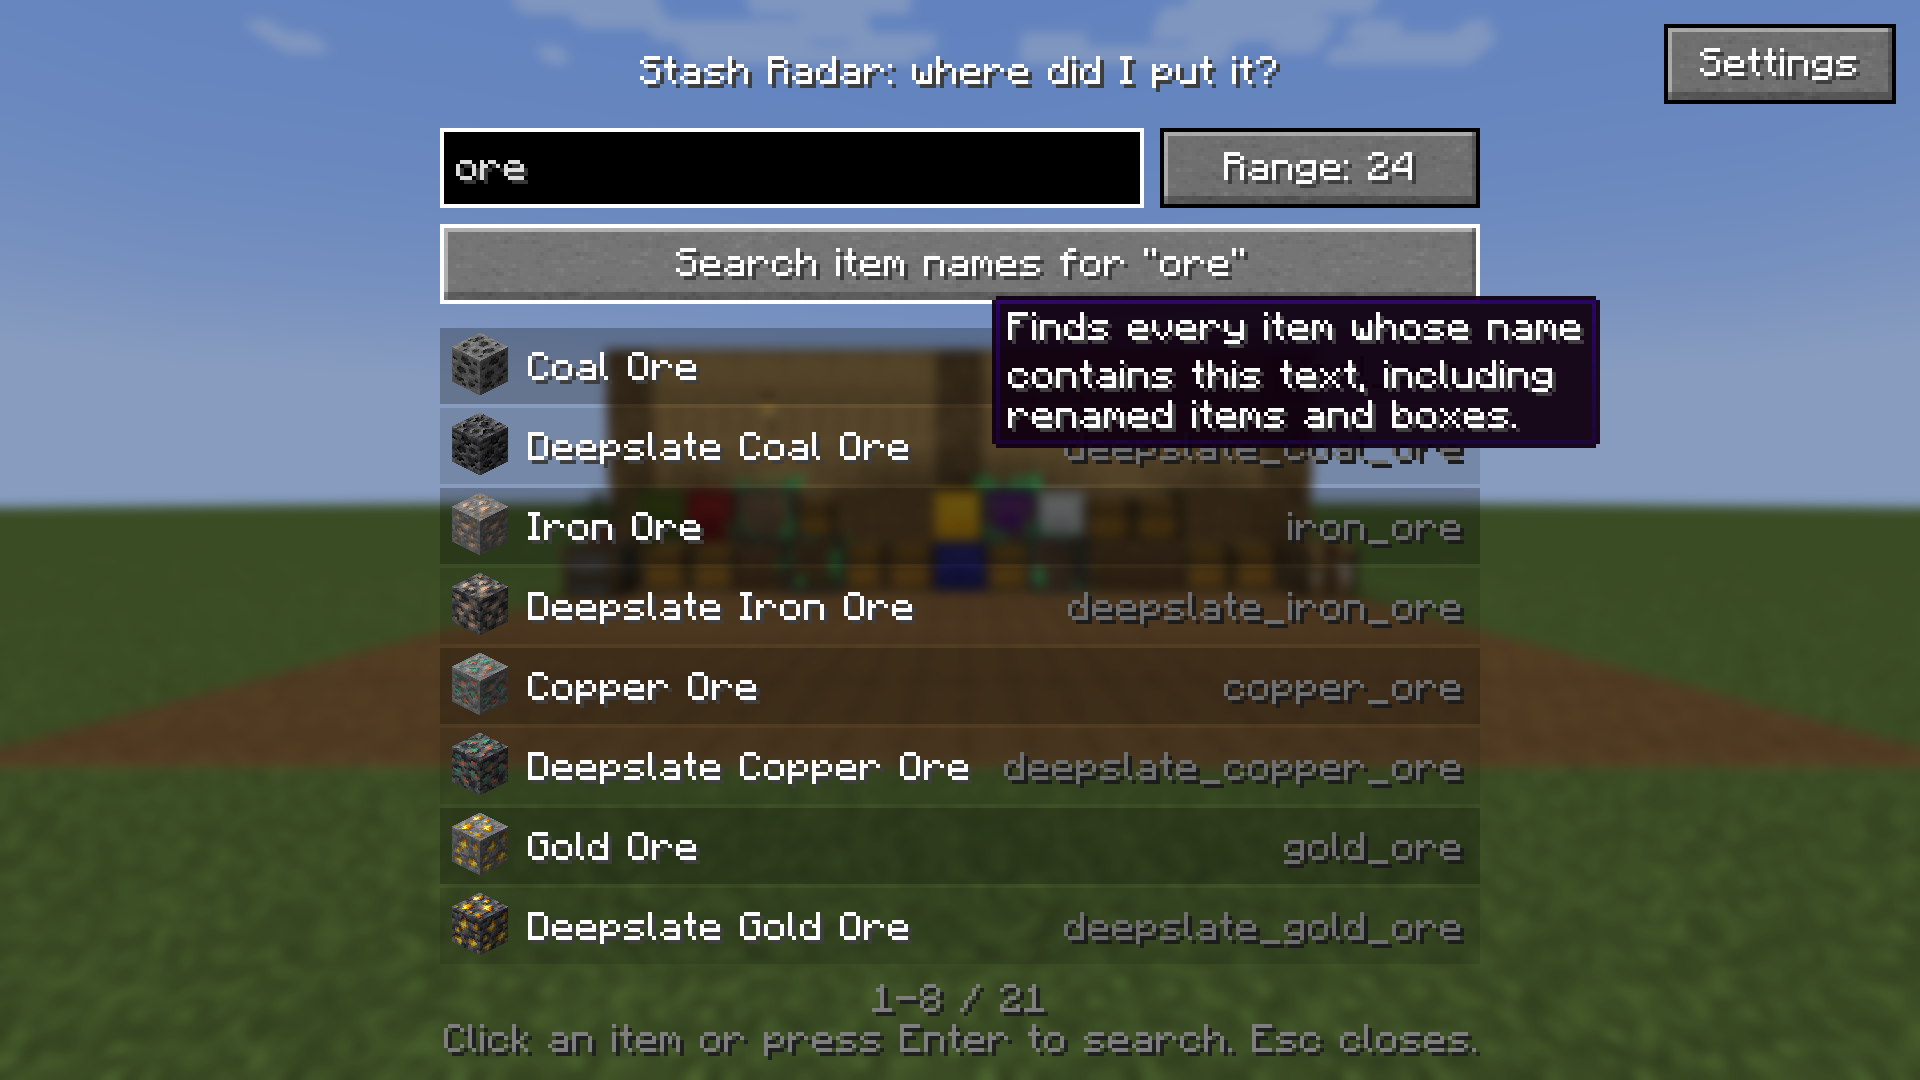 Stash Radar: where did I put it?
Settings
ore
Range: 24
Search item names for "ore"
Finds every item whose name
contains this text, including
renamed items and boxes.
Coal Ore
Deepslate Coal Ore
deepslate_coal_ore
Iron Ore
iron_ore
Deepslate Iron Ore
deepslate_iron_ore
Copper Ore
copper_ore
Deepslate Copper Ore
deepslate_copper_ore
Gold Ore
gold_ore
Deepslate Gold Ore
deepslate_gold_ore
1-8 / 21
Click an item or press Enter to search. Esc closes.